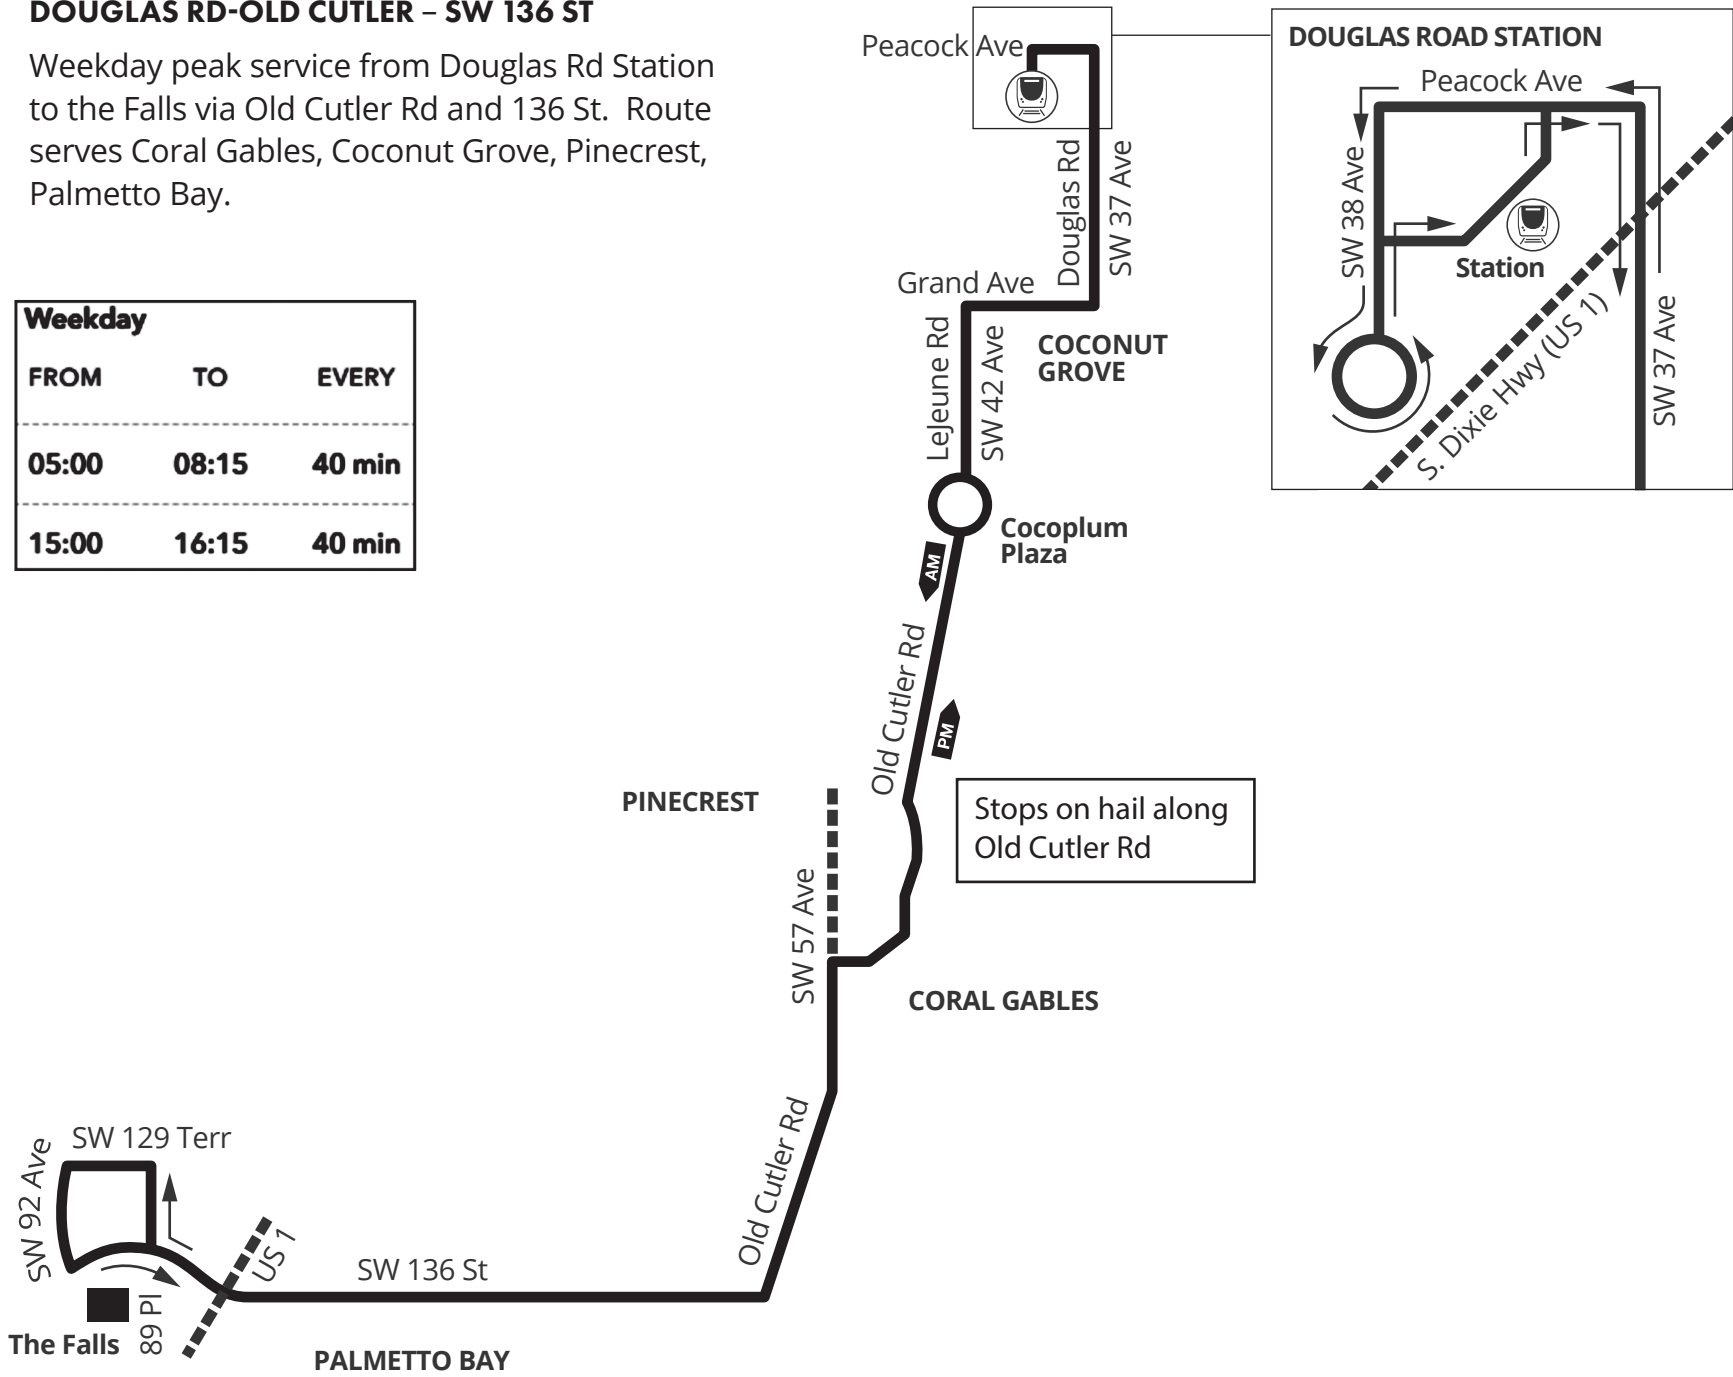 DOUGLAS RD-OLD CUTLER – SW 136 ST
Weekday peak service from Douglas Rd Station
to the Falls via Old Cutler Rd and 136 St. Route
serves Coral Gables, Coconut Grove, Pinecrest,
Palmetto Bay.
Weekday
FROM TO EVERY
05:00 08:15 40 min
15:00 16:15 40 min
Peacock Ave
Douglas Rd
SW 37 Ave
Grand Ave
LeJeune Rd
SW 42 Ave
COCONUT
GROVE
Cocoplum
Plaza
AM
Old Cutler Rd
PM
Stops on hail along
Old Cutler Rd
PINECREST
SW 57 Ave
CORAL GABLES
Old Cutler Rd
SW 129 Terr
SW 92 Ave
US 1
SW 136 St
89 Pl
The Falls
PALMETTO BAY
DOUGLAS ROAD STATION
Peacock Ave
SW 38 Ave
Station
S. Dixie Hwy (US 1)
SW 37 Ave